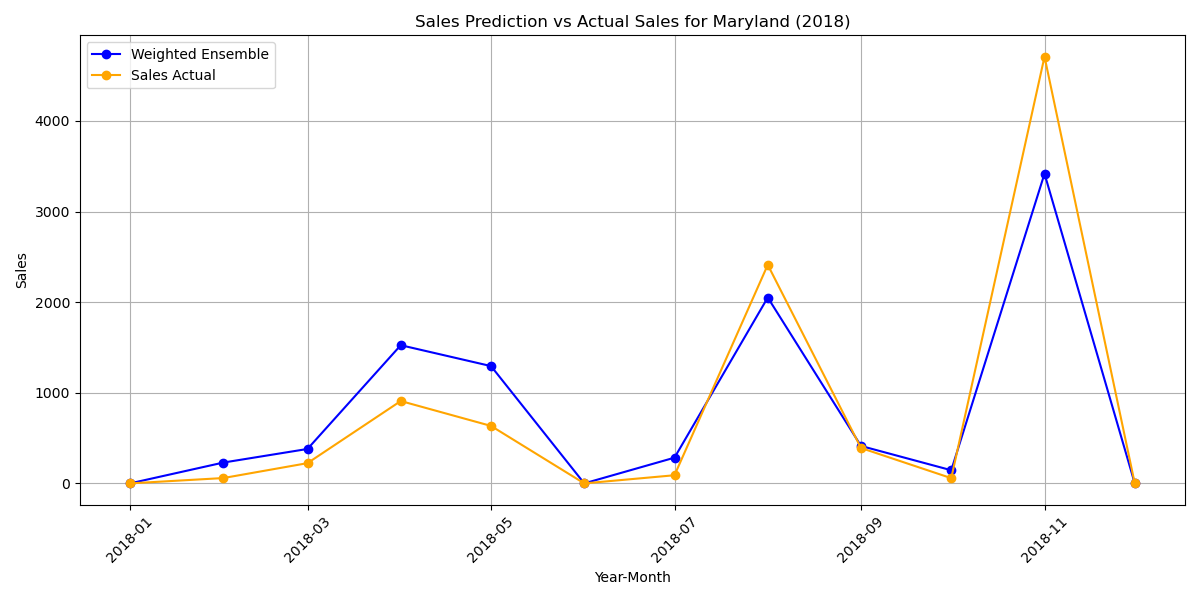 Sales Prediction vs Actual Sales for Maryland (2018)
Weighted Ensemble
Sales Actual
Sales
4000
3000
2000
1000
0
2018-01
2018-03
2018-05
2018-07
2018-09
2018-11
Year-Month